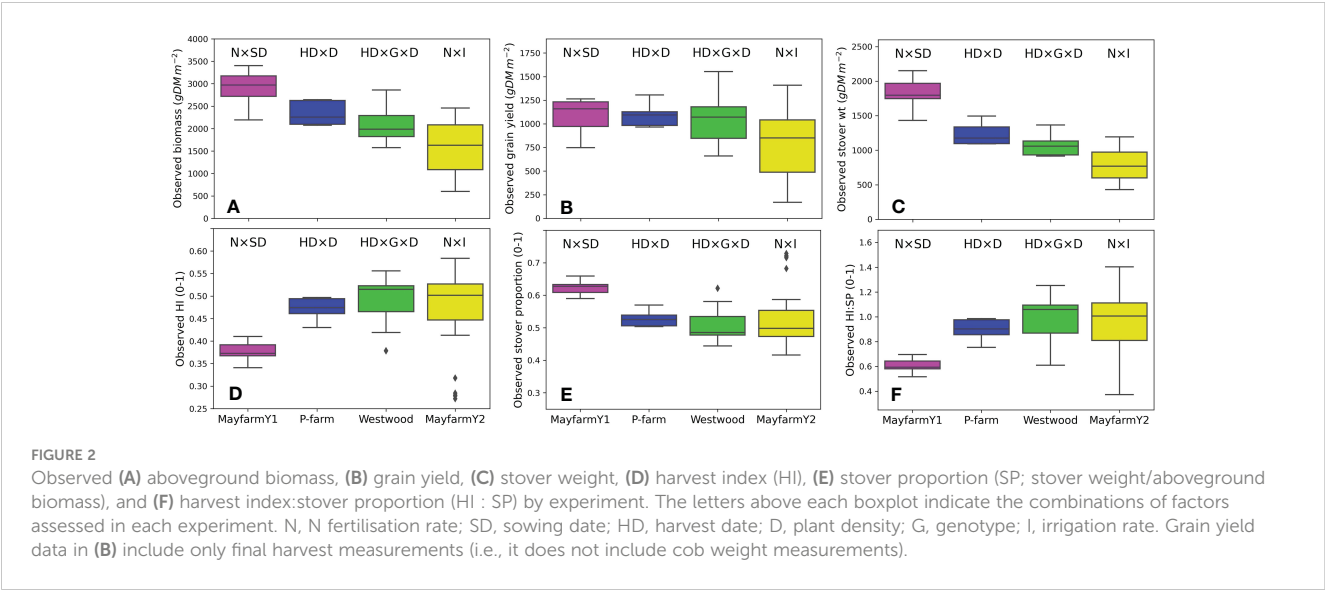 N×SD HD×D HD×G×D N×I
4000
3500
3000
2500
2000
1500
1000
500
0
Observed biomass (gDM m⁻²)
A
N×SD HD×D HD×G×D N×I
1750
1500
1250
1000
750
500
250
0
Observed grain yield (gDM m⁻²)
B
N×SD HD×D HD×G×D N×I
2500
2000
1500
1000
500
0
Observed stover wt (gDM m⁻²)
C
N×SD HD×D HD×G×D N×I
0.60
0.55
0.50
0.45
0.40
0.35
0.30
0.25
Observed HI (0-1)
D
MayfarmY1 P-farm Westwood MayfarmY2
N×SD HD×D HD×G×D N×I
0.7
0.6
0.5
0.4
0.3
Observed stover proportion (0-1)
E
MayfarmY1 P-farm Westwood MayfarmY2
N×SD HD×D HD×G×D N×I
1.6
1.4
1.2
1.0
0.8
0.6
0.4
Observed HI:SP (0-1)
F
MayfarmY1 P-farm Westwood MayfarmY2
FIGURE 2
Observed (A) aboveground biomass, (B) grain yield, (C) stover weight, (D) harvest index (HI), (E) stover proportion (SP; stover weight/aboveground
biomass), and (F) harvest index:stover proportion (HI : SP) by experiment. The letters above each boxplot indicate the combinations of factors
assessed in each experiment. N, N fertilisation rate; SD, sowing date; HD, harvest date; D, plant density; G, genotype; I, irrigation rate. Grain yield
data in (B) include only final harvest measurements (i.e., it does not include cob weight measurements).